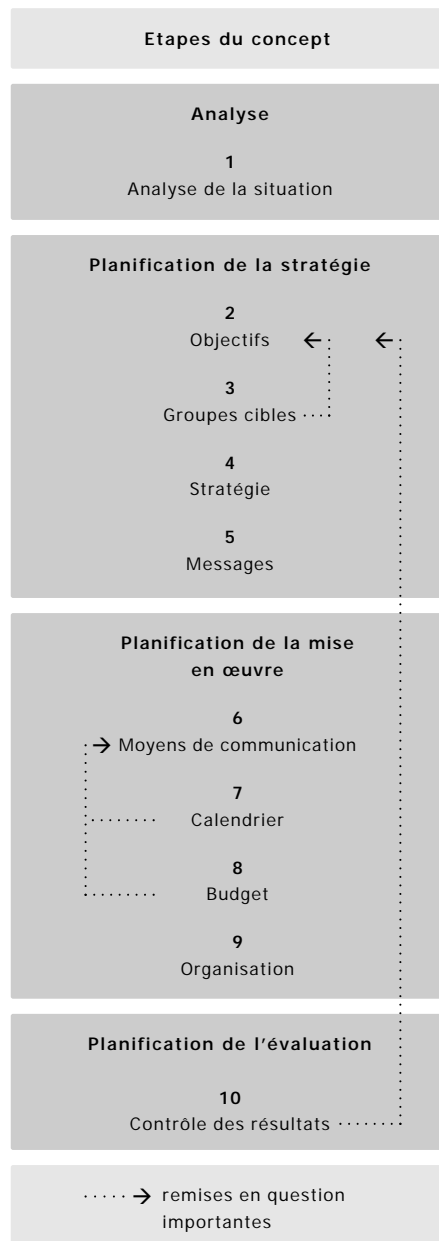 Etapes du concept
Analyse
1
Analyse de la situation
Planification de la stratégie
2
Objectifs
3
Groupes cibles
4
Stratégie
5
Messages
Planification de la mise
en œuvre
6
Moyens de communication
7
Calendrier
8
Budget
9
Organisation
Planification de l’évaluation
10
Contrôle des résultats
remises en question
importantes